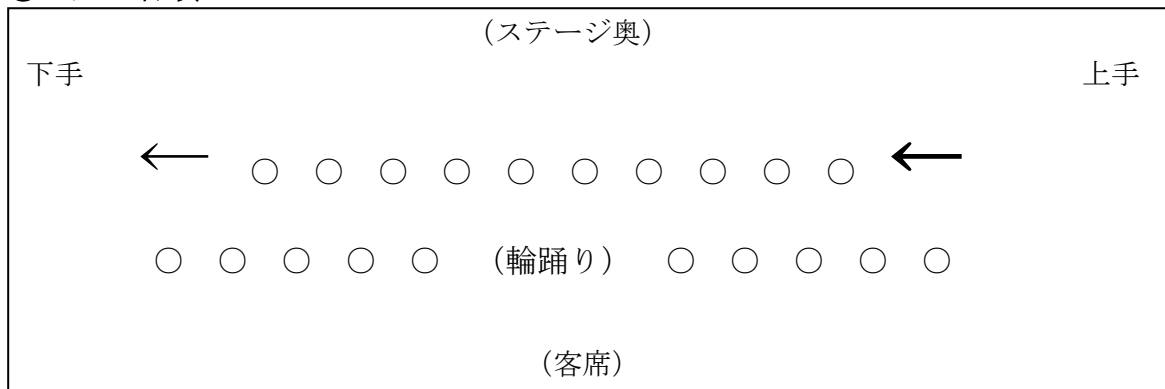 (ステージ奥)
下手 上手
← ○ ○ ○ ○ ○ ○ ○ ○ ○ ○ ←
○ ○ ○ ○ ○ (輪踊り) ○ ○ ○ ○ ○
(客席)